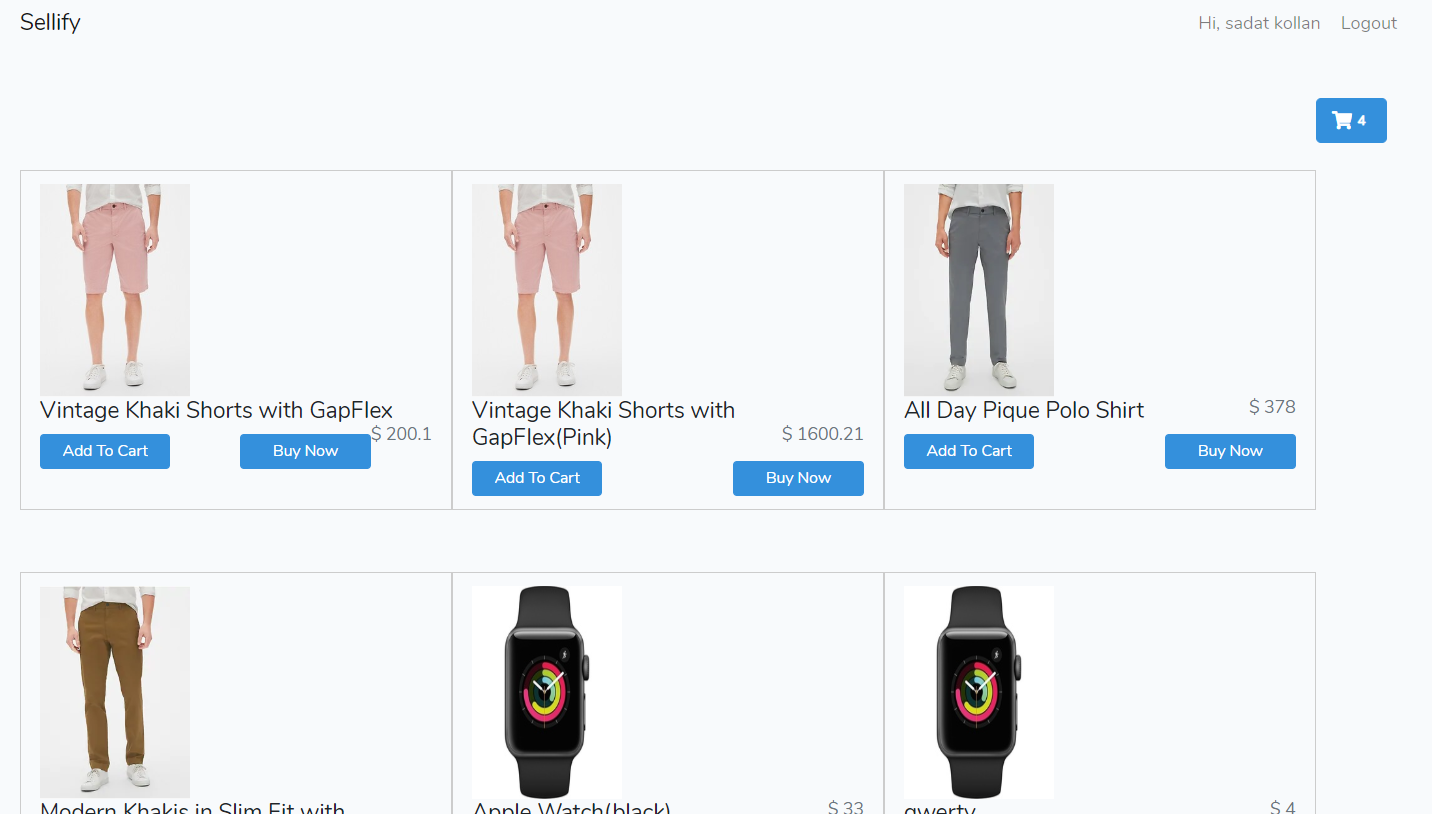 Sellify
Hi, sadat kollan Logout
4
Vintage Khaki Shorts with GapFlex
$ 200.1
Add To Cart Buy Now
Vintage Khaki Shorts with
GapFlex(Pink)
$ 1600.21
Add To Cart Buy Now
All Day Pique Polo Shirt
$ 378
Add To Cart Buy Now
Modern Khakis in Slim Fit with
Apple Watch(black)
$ 33
qwerty
$ 4